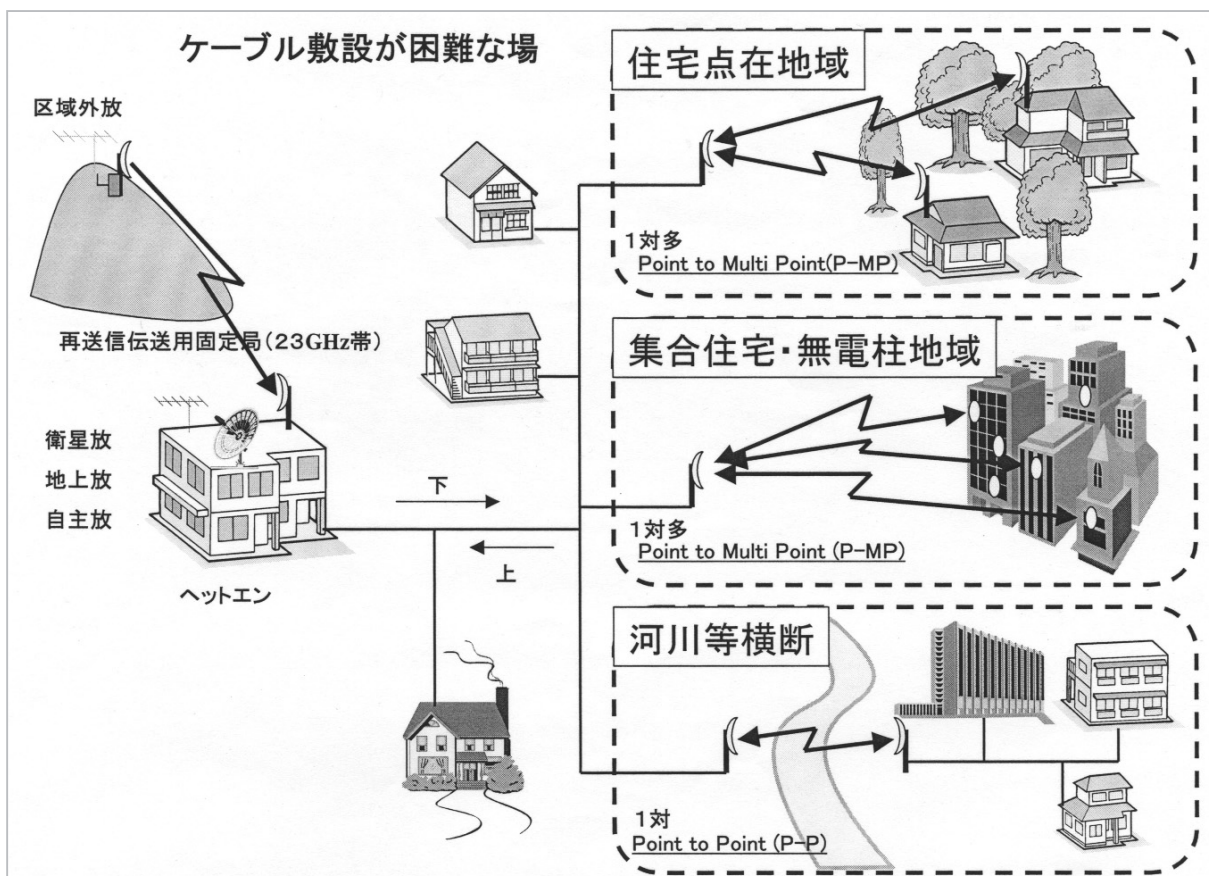 ケーブル敷設が困難な場
区域外放
再送信伝送用固定局(23GHz帯)
衛星放
地上放
自主放
ヘットエン
下
上
住宅点在地域
1対多
Point to Multi Point(P-MP)
集合住宅・無電柱地域
1対多
Point to Multi Point (P-MP)
河川等横断
1対
Point to Point (P-P)